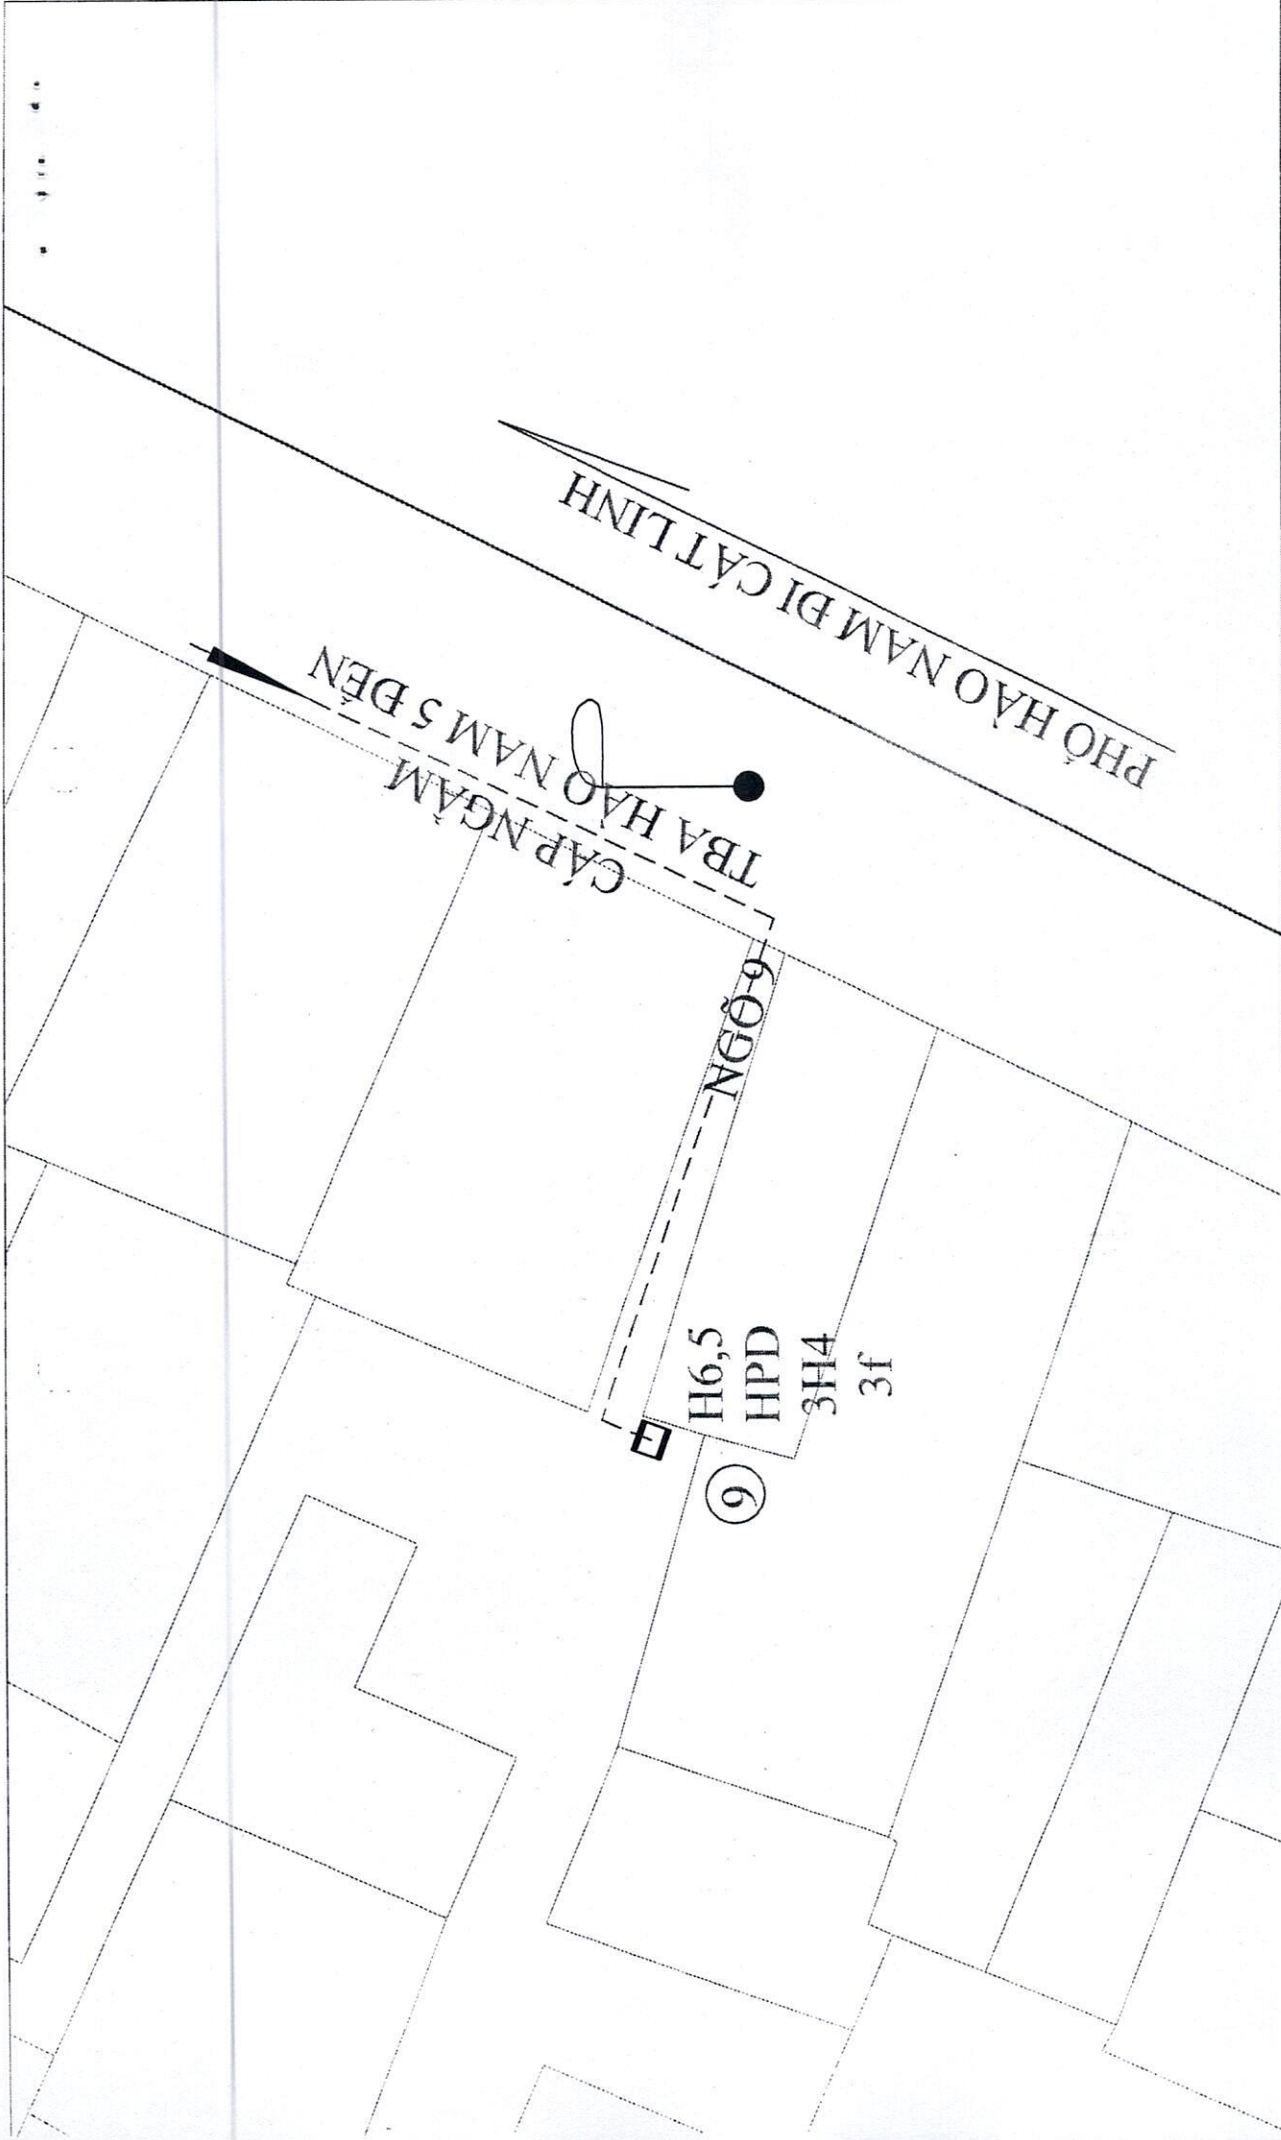 PHỐ HÀO NAM ĐI CÁT LINH
CÁP NGẦM
TBA HÀO NAM 5 ĐẾN
NGÕ 9
H6,5
HPD
3H4
3f
9